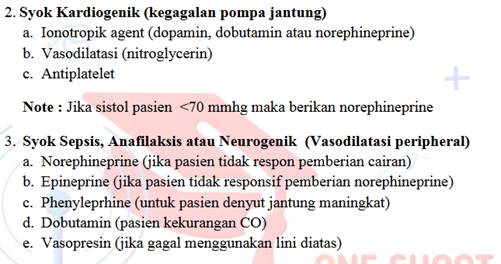 2. Syok Kardiogenik (kegagalan pompa jantung)
a. Ionotropik agent (dopamin, dobutamin atau norephineprine)
b. Vasodilatasi (nitroglycerin)
c. Antiplatelet
Note : Jika sistol pasien <70 mmhg maka berikan norephineprine
3. Syok Sepsis, Anafilaksis atau Neurogenik (Vasodilatasi peripheral)
a. Norephineprine (jika pasien tidak respon pemberian cairan)
b. Epineprine (jika pasien tidak responsif pemberian norephineprine)
c. Phenyleprhine (untuk pasien denyut jantung maningkat)
d. Dobutamin (pasien kekurangan CO)
e. Vasopresin (jika gagal menggunakan lini diatas)
ONE SHOOT